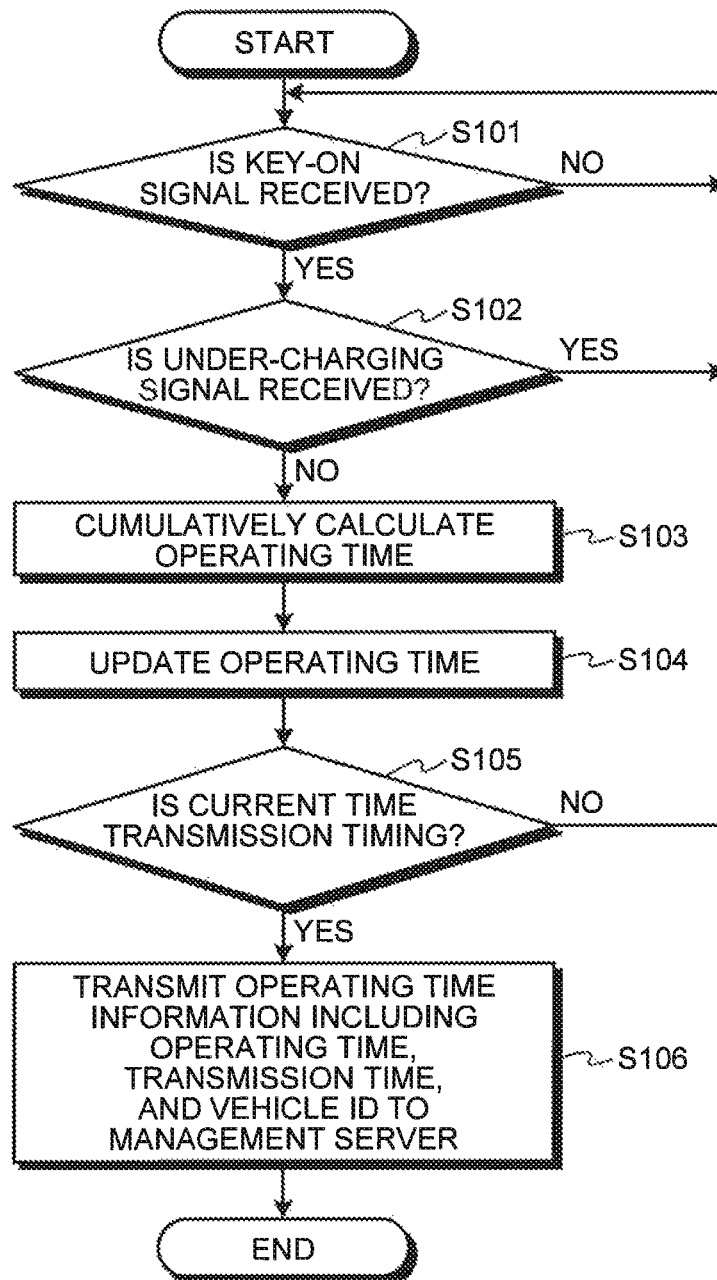 START
S101
IS KEY-ON
SIGNAL RECEIVED?
NO
YES
S102
IS UNDER-CHARGING
SIGNAL RECEIVED?
YES
NO
CUMULATIVELY CALCULATE
OPERATING TIME
S103
UPDATE OPERATING TIME
S104
S105
IS CURRENT TIME
TRANSMISSION TIMING?
NO
YES
TRANSMIT OPERATING TIME
INFORMATION INCLUDING
OPERATING TIME,
TRANSMISSION TIME,
AND VEHICLE ID TO
MANAGEMENT SERVER
S106
END